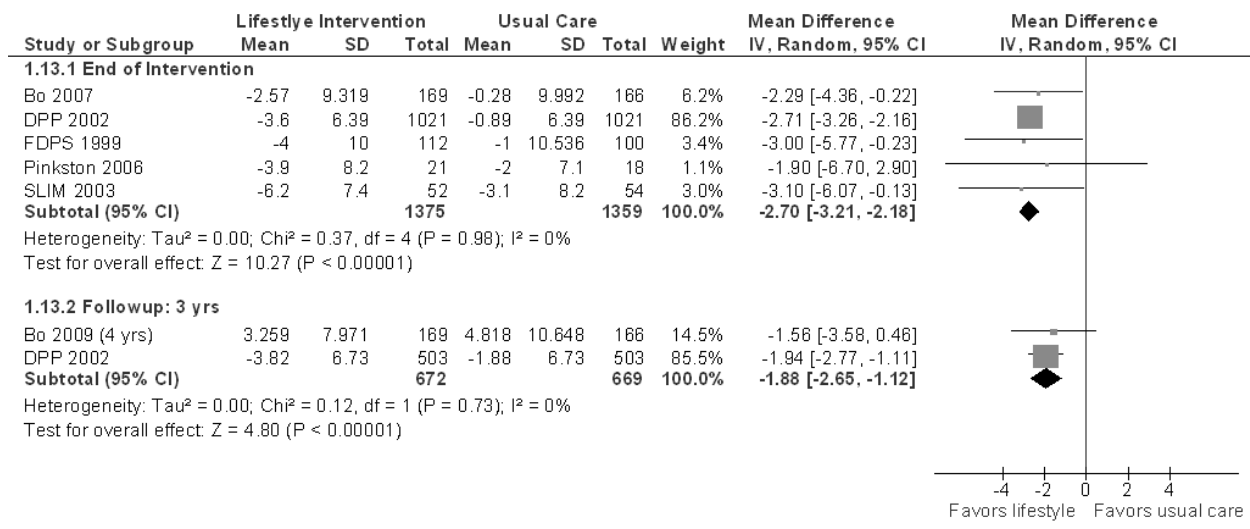 Lifestlye Intervention Usual Care Mean Difference Mean Difference
Study or Subgroup Mean SD Total Mean SD Total Weight IV, Random, 95% CI IV, Random, 95% CI
1.13.1 End of Intervention
Bo 2007 -2.57 9.319 169 -0.28 9.992 166 6.2% -2.29 [-4.36, -0.22]
DPP 2002 -3.6 6.39 1021 -0.89 6.39 1021 86.2% -2.71 [-3.26, -2.16]
FDPS 1999 -4 10 112 -1 10.536 100 3.4% -3.00 [-5.77, -0.23]
Pinkston 2006 -3.9 8.2 21 -2 7.1 18 1.1% -1.90 [-6.70, 2.90]
SLIM 2003 -6.2 7.4 52 -3.1 8.2 54 3.0% -3.10 [-6.07, -0.13]
Subtotal (95% CI) 1375 1359 100.0% -2.70 [-3.21, -2.18]
Heterogeneity: Tau² = 0.00; Chi² = 0.37, df = 4 (P = 0.98); I² = 0%
Test for overall effect: Z = 10.27 (P < 0.00001)
1.13.2 Followup: 3 yrs
Bo 2009 (4 yrs) 3.259 7.971 169 4.818 10.648 166 14.5% -1.56 [-3.58, 0.46]
DPP 2002 -3.82 6.73 503 -1.88 6.73 503 85.5% -1.94 [-2.77, -1.11]
Subtotal (95% CI) 672 669 100.0% -1.88 [-2.65, -1.12]
Heterogeneity: Tau² = 0.00; Chi² = 0.12, df = 1 (P = 0.73); I² = 0%
Test for overall effect: Z = 4.80 (P < 0.00001)
-4 -2 0 2 4
Favors lifestyle Favors usual care